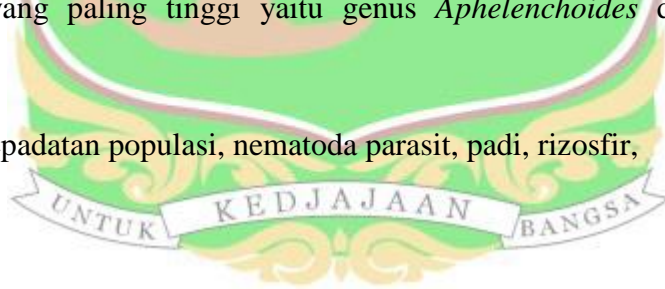 yang paling tinggi yaitu genus Aphelenchoides
padatan populasi, nematoda parasit, padi, rizosfir,
UNTUK KEDJAJAAN BANGSA